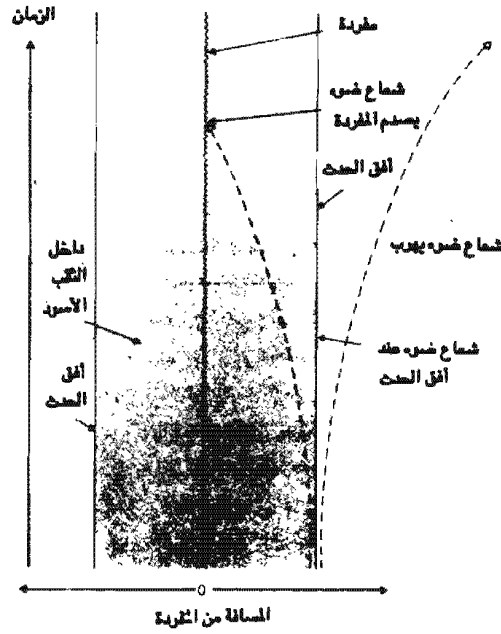 الزمان
مفردة
شعاع ضوء
يصدم المفردة
أفق الحدث
شعاع ضوء يهرب
داخل
الثقب
الأسود
شعاع ضوء عند
أفق الحدث
أفق
الحدث
0
المسافة من المفردة